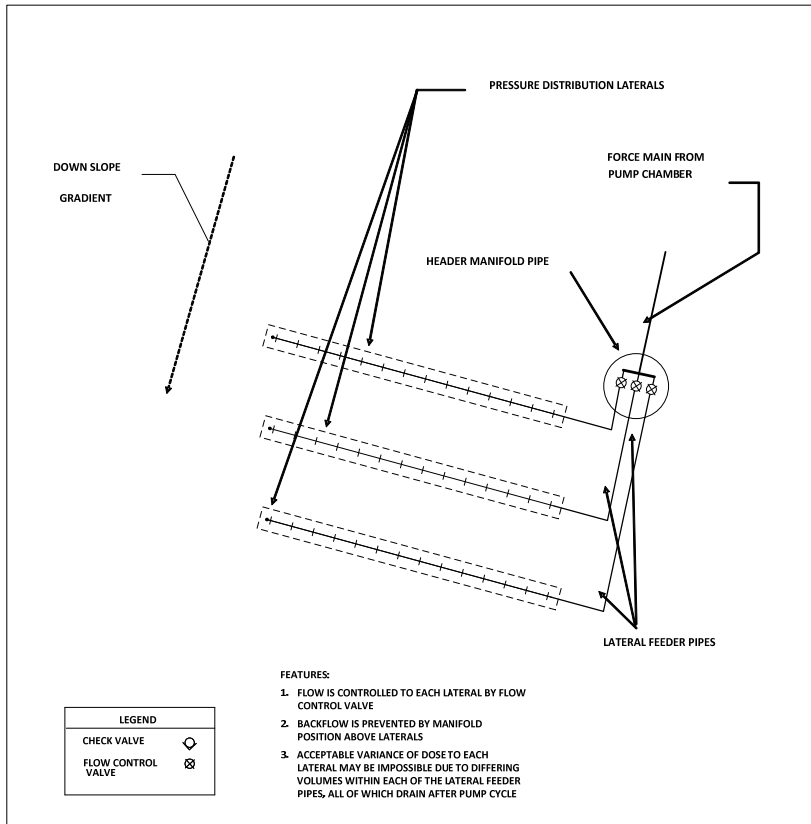 PRESSURE DISTRIBUTION LATERALS
DOWN SLOPE
GRADIENT
FORCE MAIN FROM
PUMP CHAMBER
HEADER MANIFOLD PIPE
LATERAL FEEDER PIPES
FEATURES:
1. FLOW IS CONTROLLED TO EACH LATERAL BY FLOW
CONTROL VALVE
2. BACKFLOW IS PREVENTED BY MANIFOLD
POSITION ABOVE LATERALS
3. ACCEPTABLE VARIANCE OF DOSE TO EACH
LATERAL MAY BE IMPOSSIBLE DUE TO DIFFERING
VOLUMES WITHIN EACH OF THE LATERAL FEEDER
PIPES, ALL OF WHICH DRAIN AFTER PUMP CYCLE
LEGEND
CHECK VALVE
FLOW CONTROL
VALVE